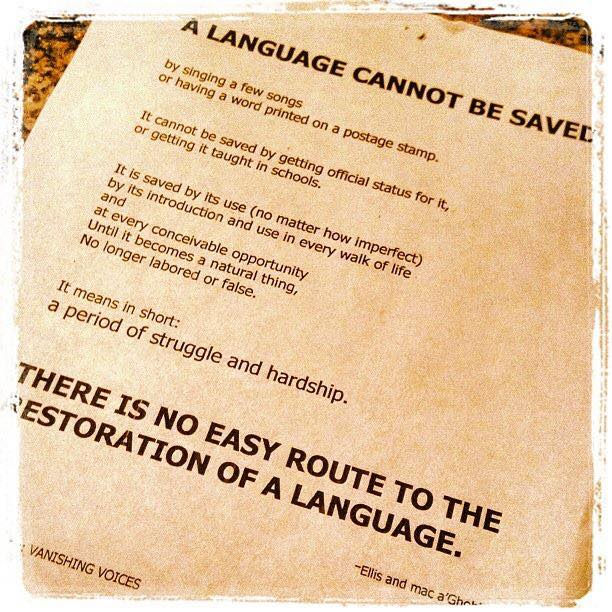 A LANGUAGE CANNOT BE SAVED
by singing a few songs
or having a word printed on a postage stamp.
It cannot be saved by getting official status for it,
or getting it taught in schools.
It is saved by its use (no matter how imperfect)
by its introduction and use in every walk of life
and
at every conceivable opportunity
Until it becomes a natural thing,
No longer labored or false.
It means in short:
a period of struggle and hardship.
THERE IS NO EASY ROUTE TO THE
RESTORATION OF A LANGUAGE.
: VANISHING VOICES
~Ellis and mac